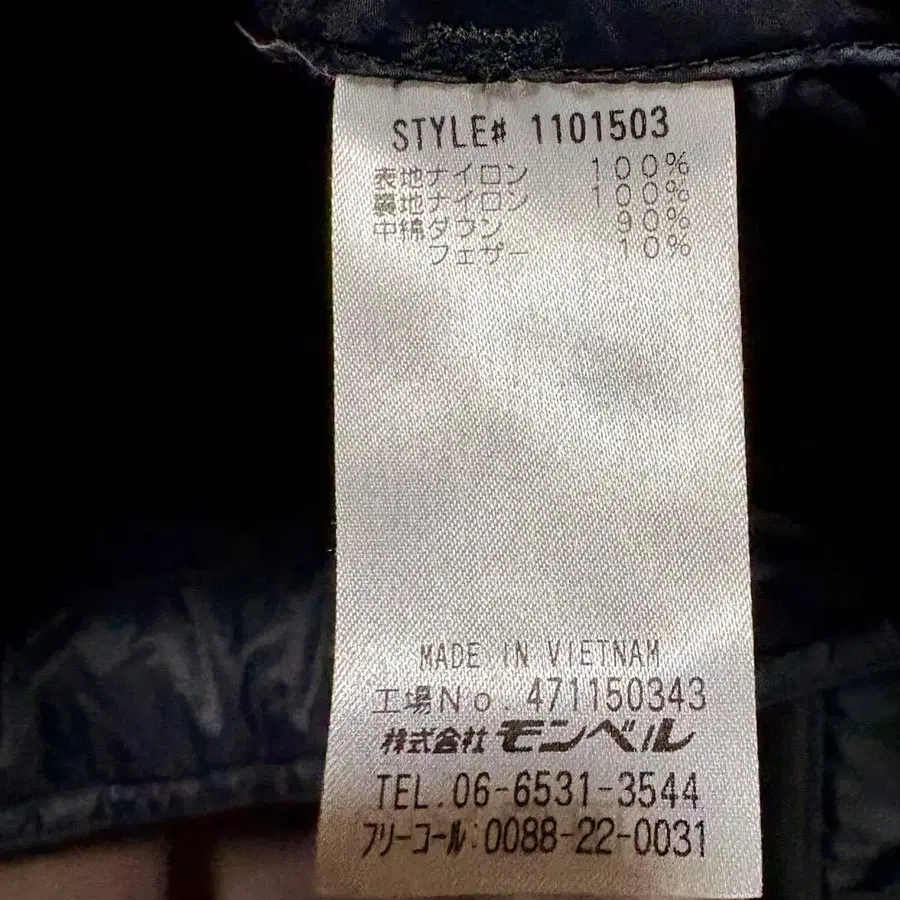 STYLE# 1101503
表地ナイロン 100%
裏地ナイロン 100%
中綿ダウン 90%
フェザー 10%
MADE IN VIETNAM
工場No. 471150343
株式会社 モンベル
TEL.06-6531-3544
フリーコール:0088-22-0031